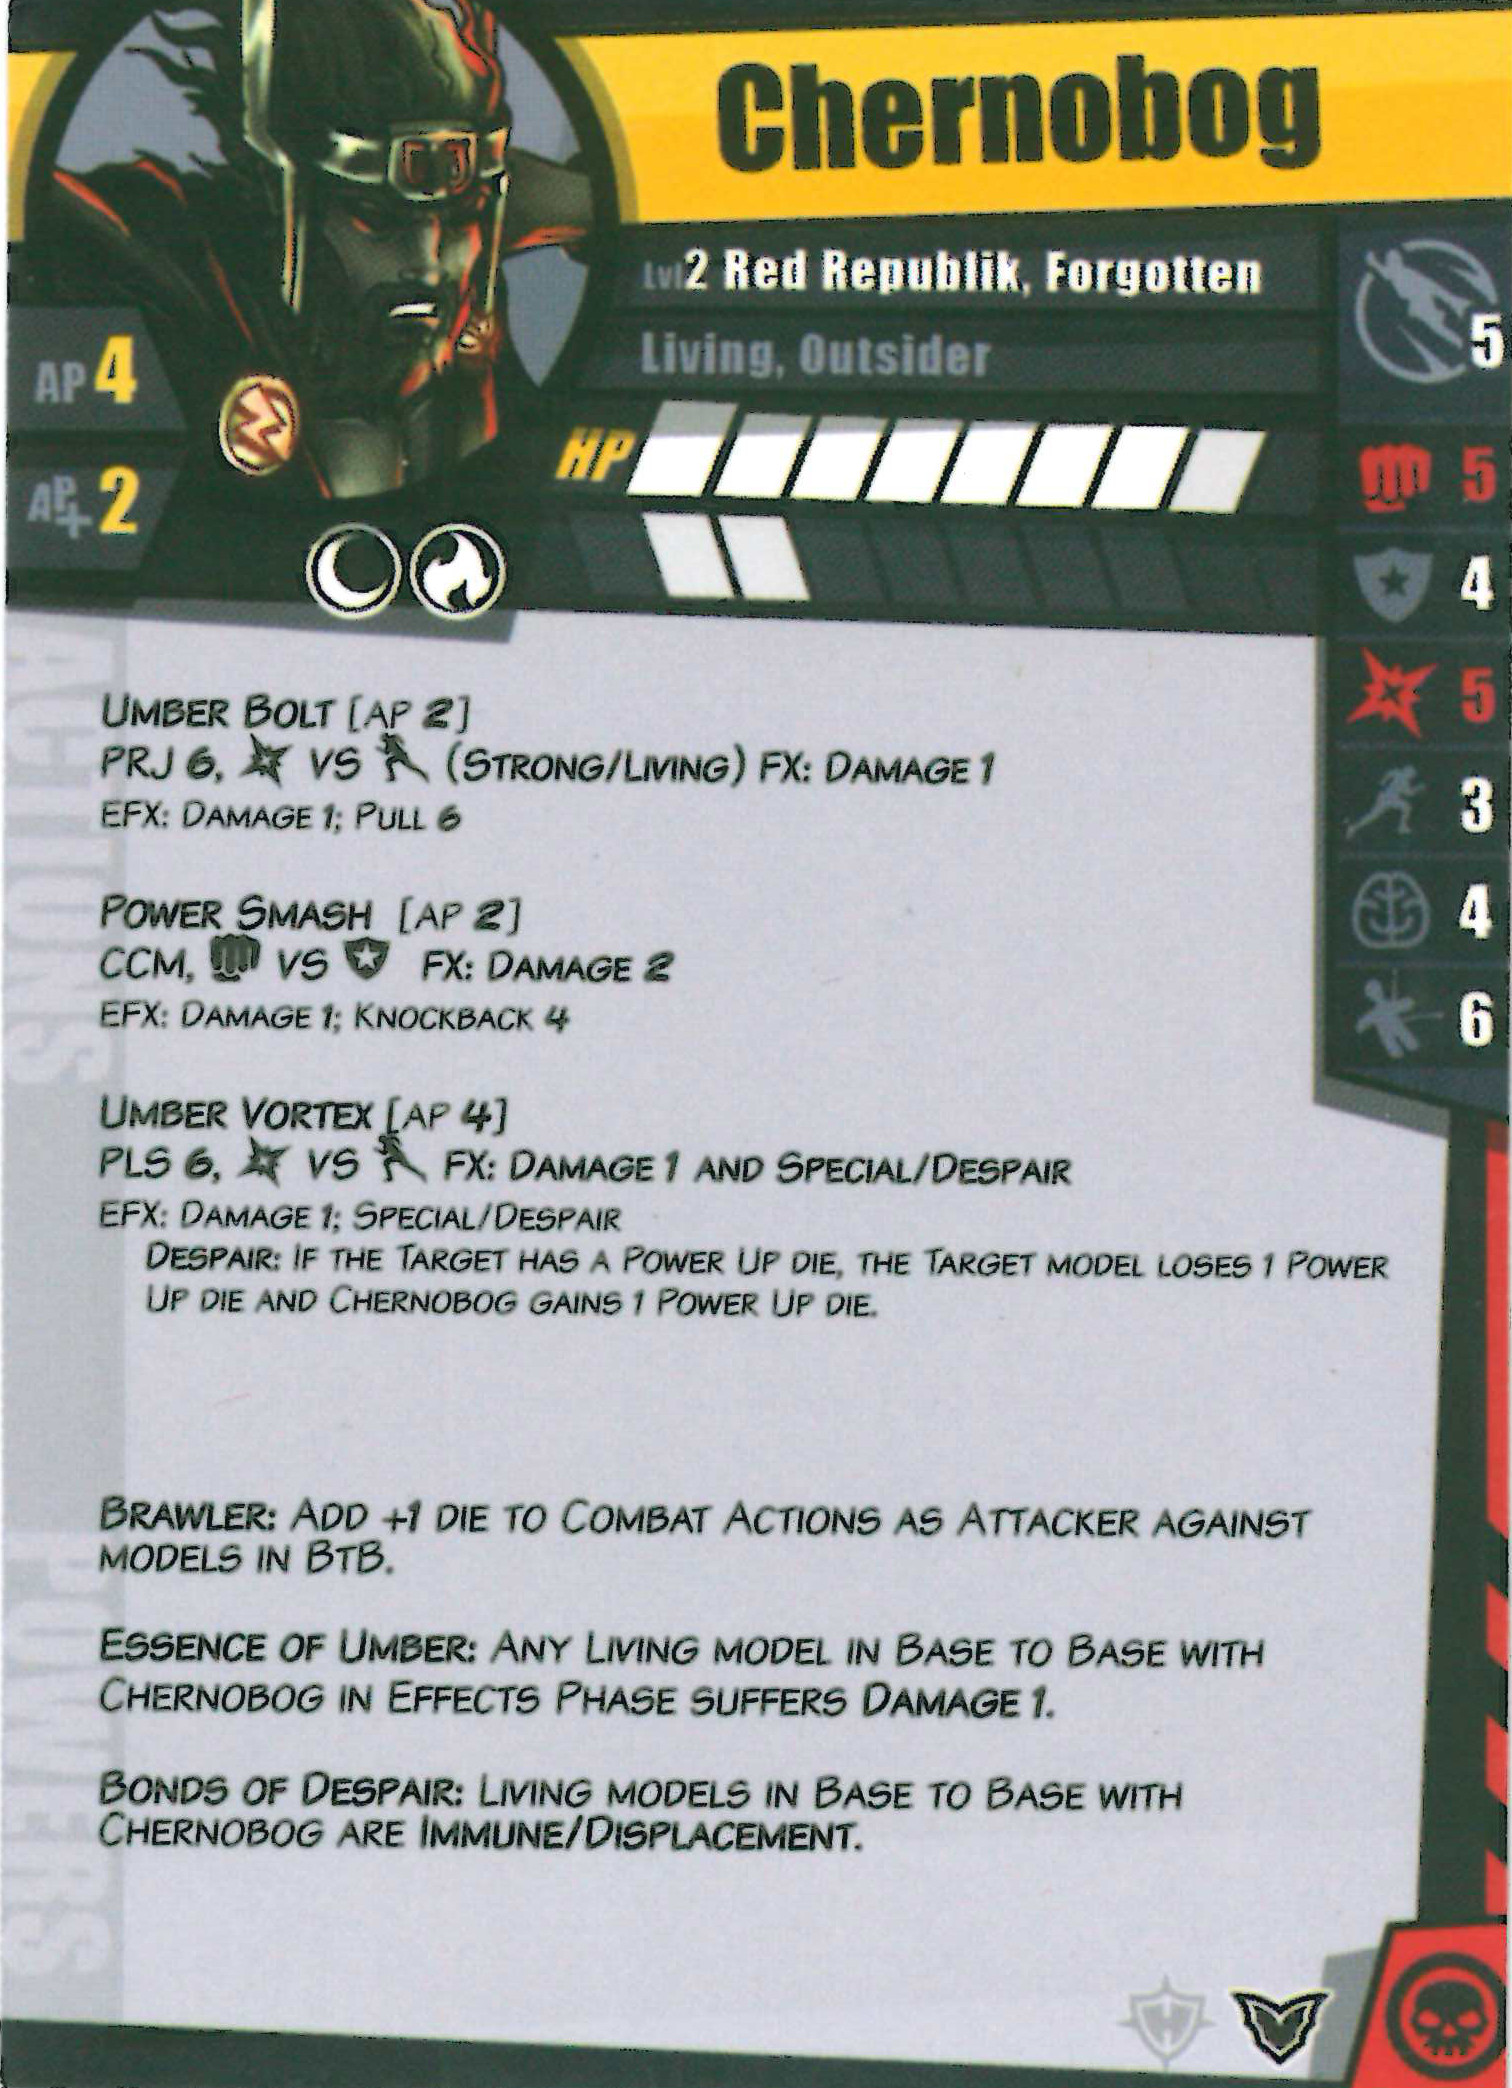 Chernobog
Lvl 2 Red Republik, Forgotten
Living, Outsider
5
AP 4
HP
AP+ 2
5
4
5
3
4
6
ACTIONS
UMBER BOLT [AP 2]
PRJ 6, VS (STRONG/LIVING) FX: DAMAGE 1
EFX: DAMAGE 1; PULL 6
POWER SMASH [AP 2]
CCM, VS FX: DAMAGE 2
EFX: DAMAGE 1; KNOCKBACK 4
UMBER VORTEX [AP 4]
PLS 6, VS FX: DAMAGE 1 AND SPECIAL/DESPAIR
EFX: DAMAGE 1; SPECIAL/DESPAIR
DESPAIR: IF THE TARGET HAS A POWER UP DIE, THE TARGET MODEL LOSES 1 POWER
UP DIE AND CHERNOBOG GAINS 1 POWER UP DIE.
POWERS
BRAWLER: ADD +1 DIE TO COMBAT ACTIONS AS ATTACKER AGAINST
MODELS IN BTB.
ESSENCE OF UMBER: ANY LIVING MODEL IN BASE TO BASE WITH
CHERNOBOG IN EFFECTS PHASE SUFFERS DAMAGE 1.
BONDS OF DESPAIR: LIVING MODELS IN BASE TO BASE WITH
CHERNOBOG ARE IMMUNE/DISPLACEMENT.